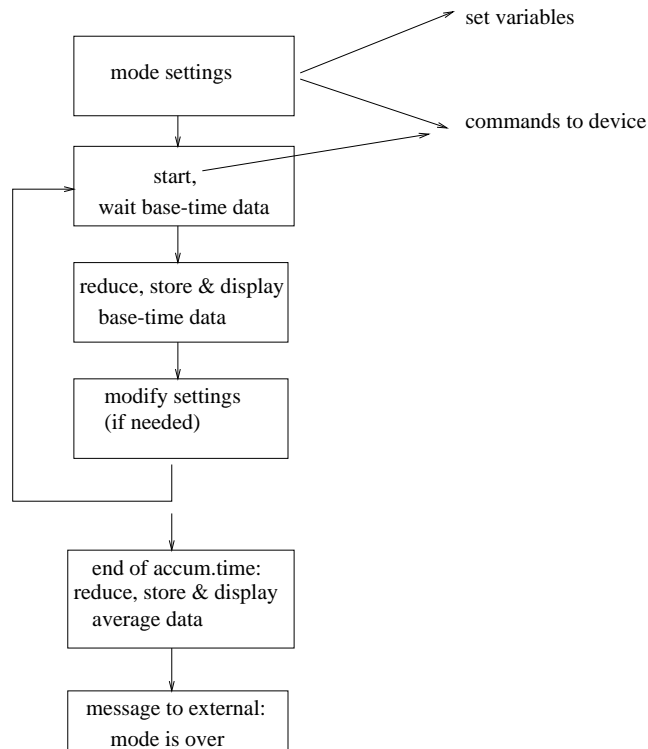 set variables
mode settings
commands to device
start,
wait base-time data
reduce, store & display
base-time data
modify settings
(if needed)
end of accum.time:
reduce, store & display
average data
message to external:
mode is over